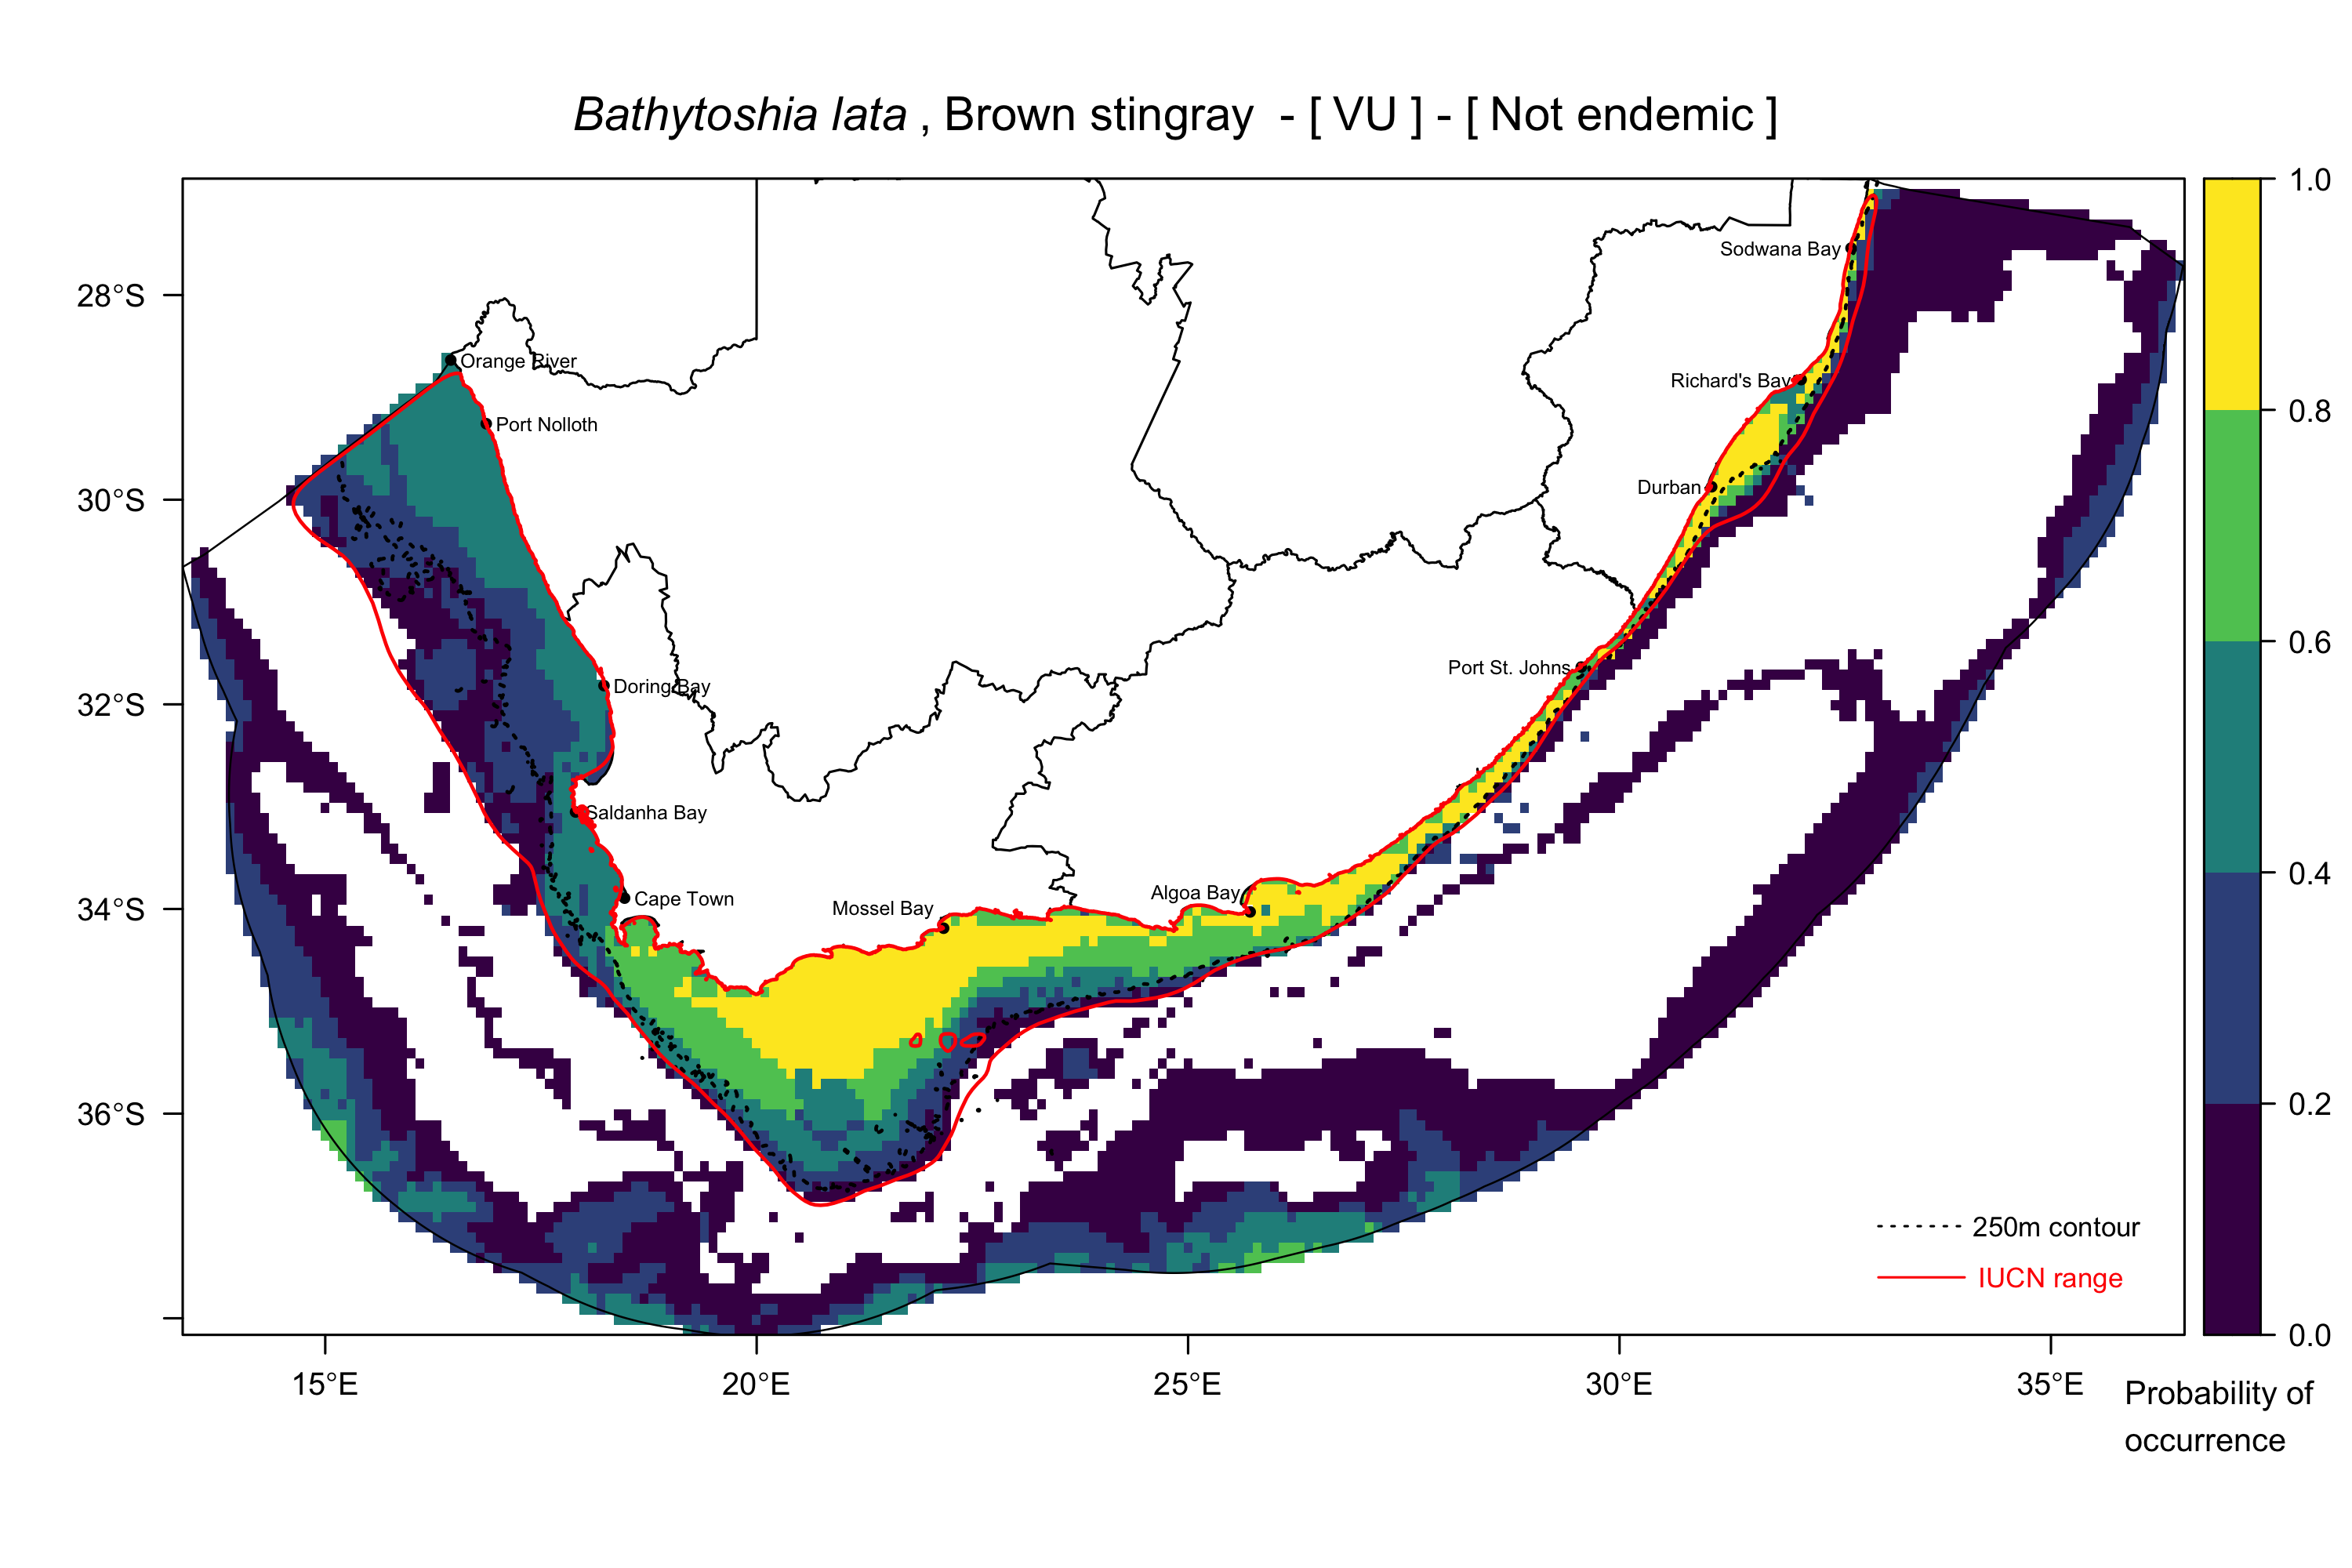 Bathytoshia lata , Brown stingray - [ VU ] - [ Not endemic ]
28°S
30°S
32°S
34°S
36°S
15°E
20°E
25°E
30°E
35°E
Orange River
Port Nolloth
Doring Bay
Saldanha Bay
Cape Town
Mossel Bay
Algoa Bay
Port St. Johns
Durban
Richard's Bay
Sodwana Bay
250m contour
IUCN range
1.0
0.8
0.6
0.4
0.2
0.0
Probability of
occurrence